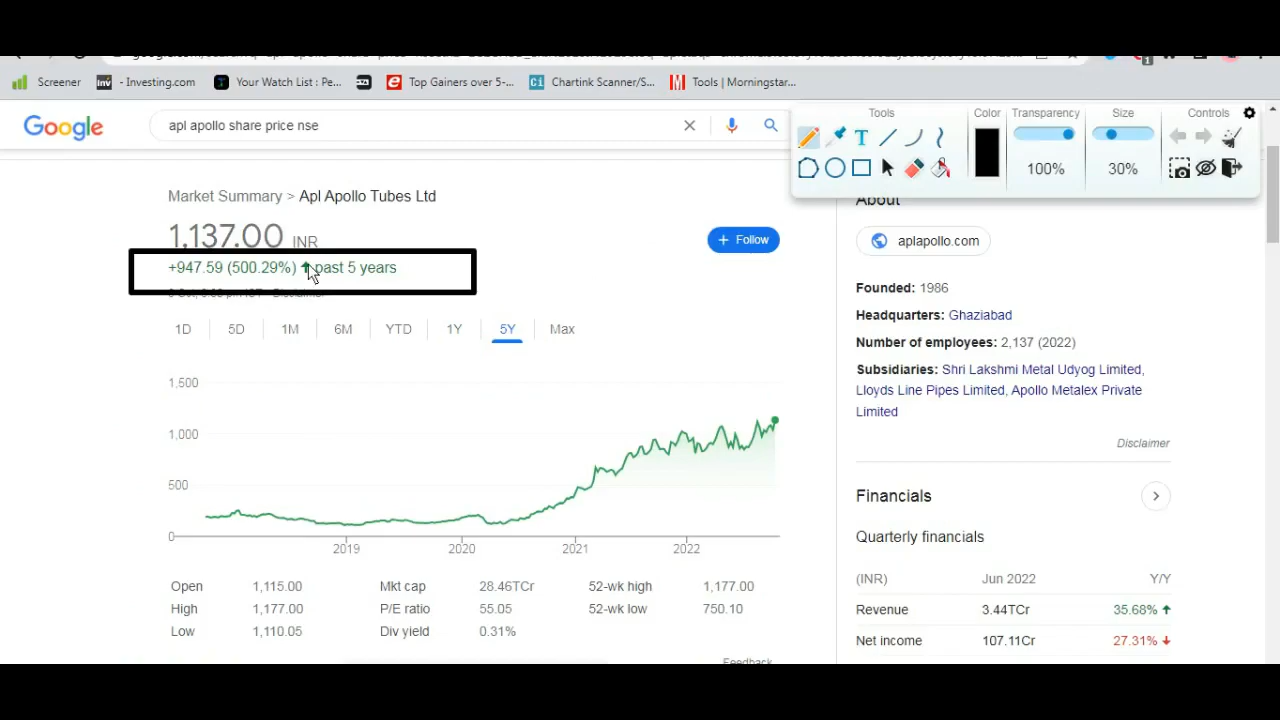 Screener
Inv - Investing.com
Your Watch List : Pe...
Top Gainers over 5-...
Chartink Scanner/S...
Tools | Morningstar...
Google
apl apollo share price nse
Market Summary > Apl Apollo Tubes Ltd
1,137.00 INR
+947.59 (500.29%) past 5 years
Disclaimer
+ Follow
1D 5D 1M 6M YTD 1Y 5Y Max
1,500
1,000
500
0
2019 2020 2021 2022
Open 1,115.00 Mkt cap 28.46TCr 52-wk high 1,177.00
High 1,177.00 P/E ratio 55.05 52-wk low 750.10
Low 1,110.05 Div yield 0.31%
Feedback
Tools Color Transparency Size Controls
T
100% 30%
About
aplapollo.com
Founded: 1986
Headquarters: Ghaziabad
Number of employees: 2,137 (2022)
Subsidiaries: Shri Lakshmi Metal Udyog Limited,
Lloyds Line Pipes Limited, Apollo Metalex Private
Limited
Disclaimer
Financials
Quarterly financials
(INR) Jun 2022 Y/Y
Revenue 3.44TCr 35.68%
Net income 107.11Cr 27.31%